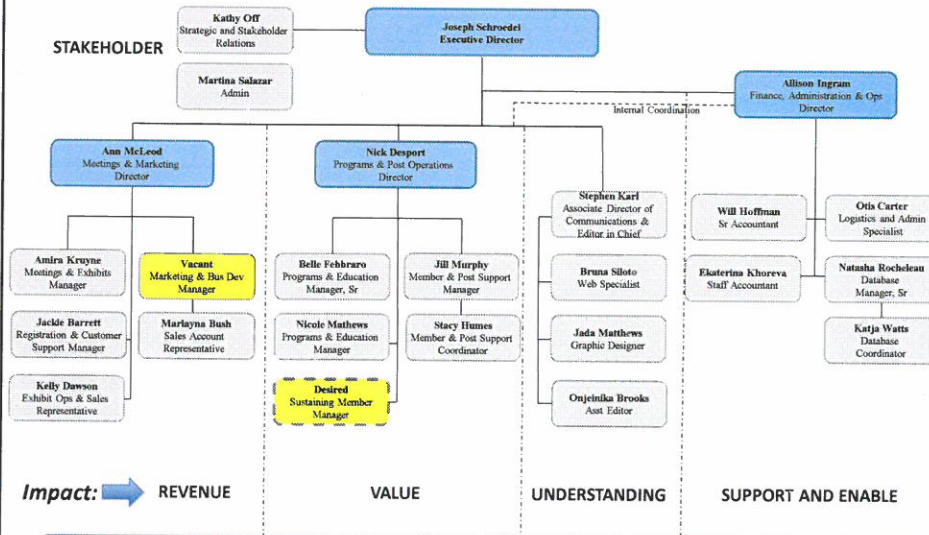 Kathy Off
Strategic and Stakeholder
Relations
Joseph Schroedel
Executive Director
STAKEHOLDER
Martina Salazar
Admin
Allison Ingram
Finance, Administration & Ops
Director
Internal Coordination
Ann McLeod
Meetings & Marketing
Director
Nick Desport
Programs & Post Operations
Director
Stephen Karl
Associate Director of
Communications &
Editor in Chief
Will Hoffman
Sr Accountant
Otis Carter
Logistics and Admin
Specialist
Amira Kruyne
Meetings & Exhibits
Manager
Vacant
Marketing & Bus Dev
Manager
Belle Febbraro
Programs & Education
Manager, Sr
Jill Murphy
Member & Post Support
Manager
Bruna Siloto
Web Specialist
Ekaterina Khoreva
Staff Accountant
Natasha Rocheleau
Database
Manager, Sr
Jackie Barrett
Registration & Customer
Support Manager
Marlayna Bush
Sales Account
Representative
Nicole Mathews
Programs & Education
Manager
Stacy Humes
Member & Post Support
Coordinator
Jada Matthews
Graphic Designer
Katja Watts
Database
Coordinator
Kelly Dawson
Exhibit Ops & Sales
Representative
Desired
Sustaining Member
Manager
Onjeinika Brooks
Asst Editor
Impact:
REVENUE
VALUE
UNDERSTANDING
SUPPORT AND ENABLE